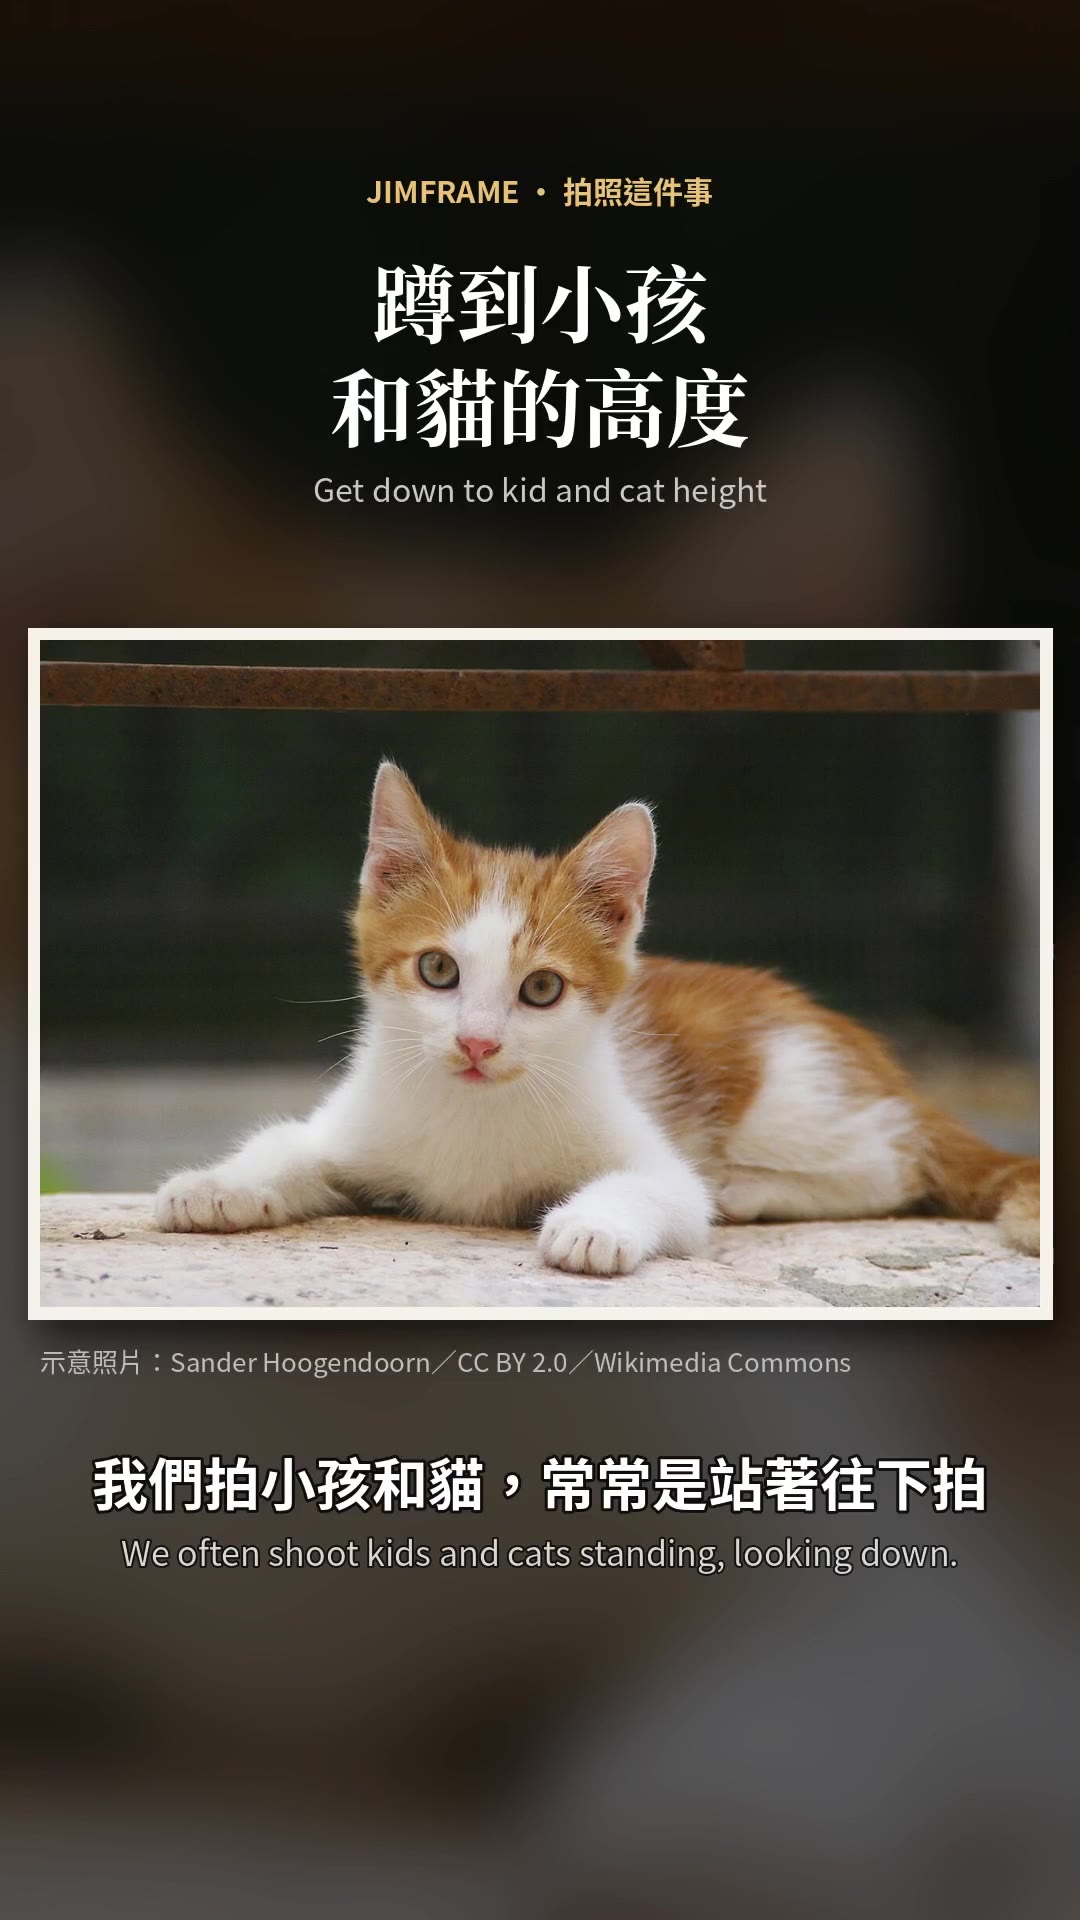 JIMFRAME · 拍照這件事
蹲到小孩
和貓的高度
Get down to kid and cat height
示意照片：Sander Hoogendoorn／CC BY 2.0／Wikimedia Commons
我們拍小孩和貓，常常是站著往下拍
We often shoot kids and cats standing, looking down.